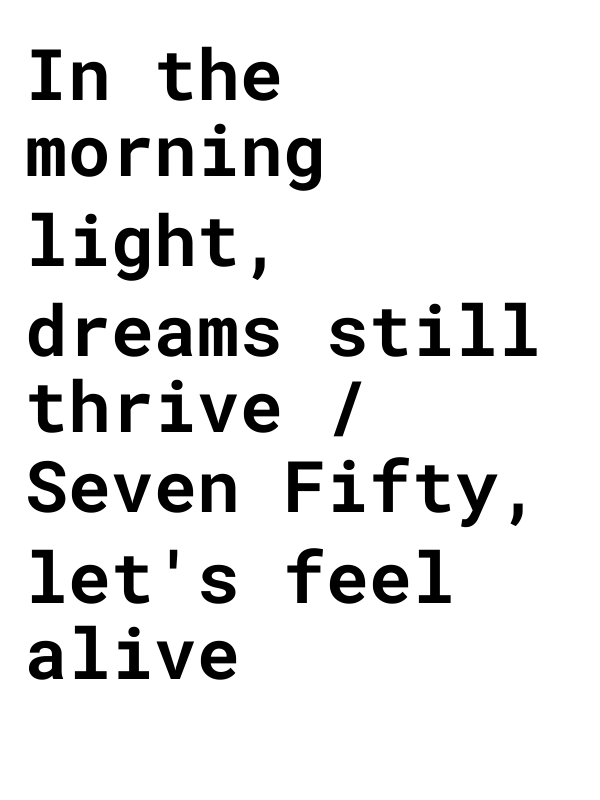 In the
morning
light,
dreams still
thrive /
Seven Fifty,
let's feel
alive